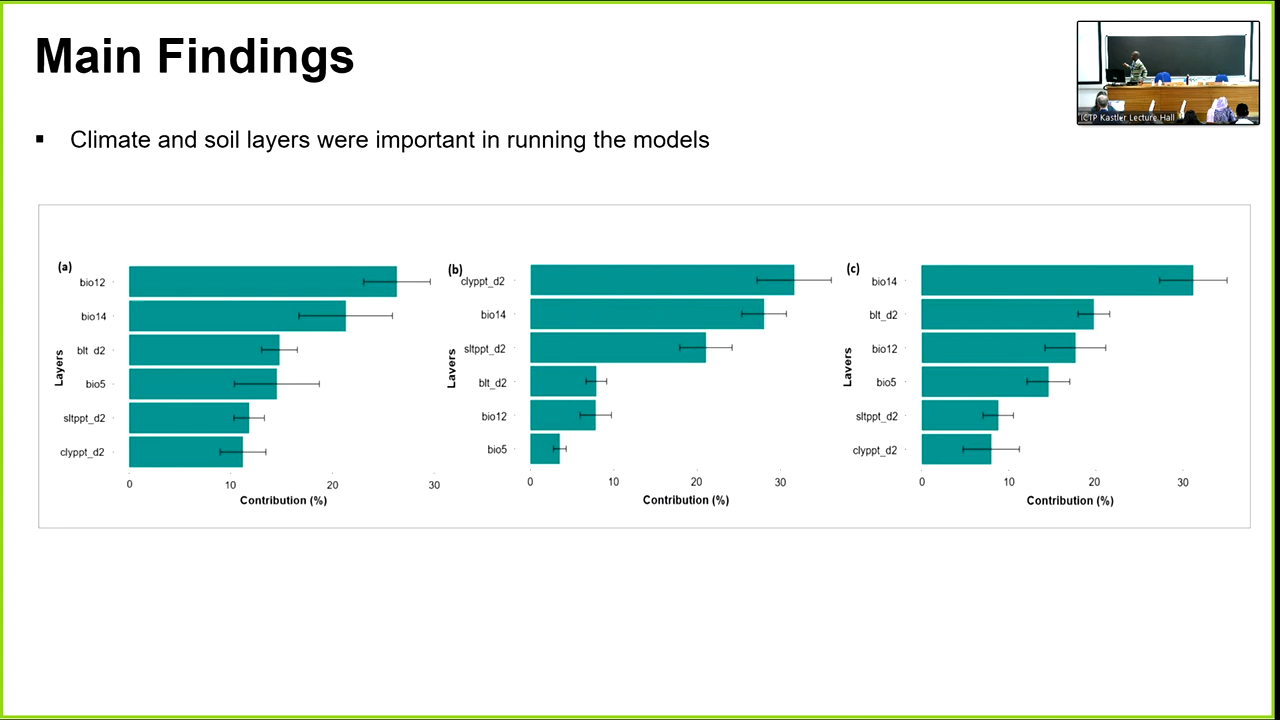 Main Findings
ICTP Kastler Lecture Hall
▪ Climate and soil layers were important in running the models
(a)
Layers
bio12
bio14
blt d2
bio5
sltppt_d2
clyppt_d2
0 10 20 30
Contribution (%)
(b)
Layers
clyppt_d2
bio14
sltppt_d2
blt_d2
bio12
bio5
0 10 20 30
Contribution (%)
(c)
Layers
bio14
blt_d2
bio12
bio5
sltppt_d2
clyppt_d2
0 10 20 30
Contribution (%)